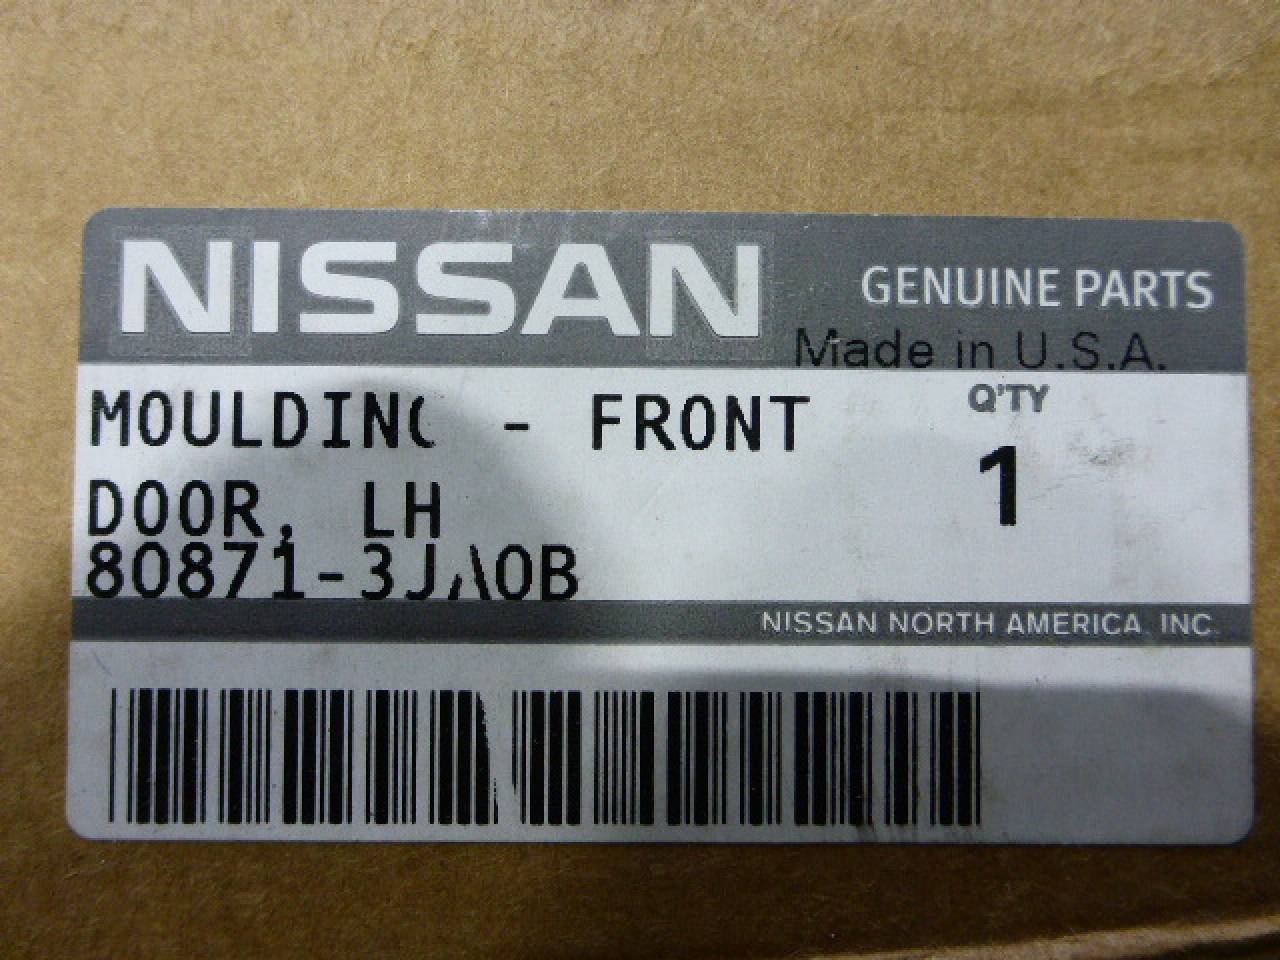 NISSAN
GENUINE PARTS
Made in U.S.A.
MOULDING - FRONT
Q'TY
1
DOOR, LH
80871-3JA0B
NISSAN NORTH AMERICA, INC.